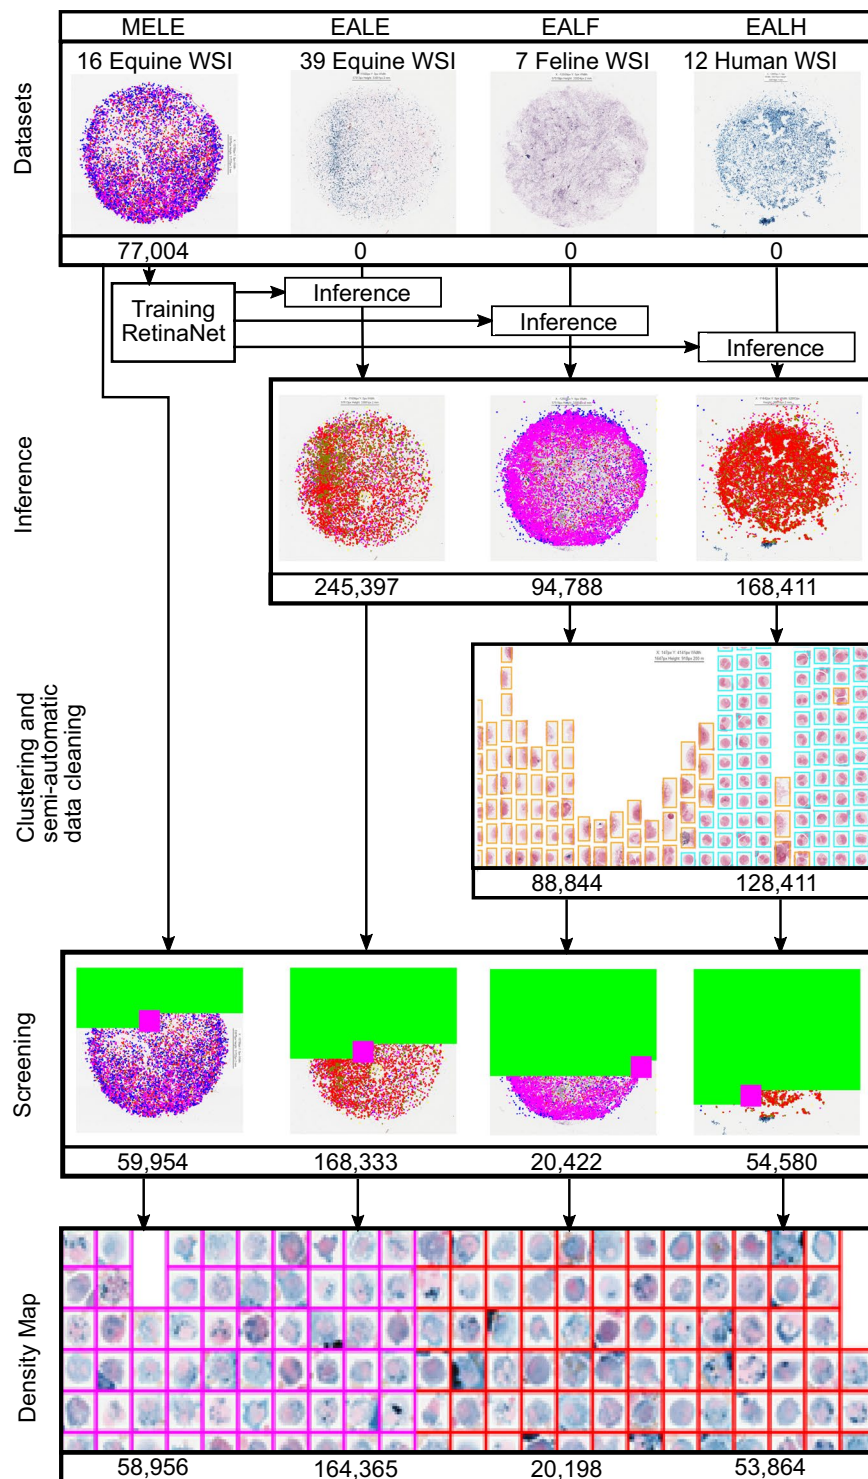 MELE EALE EALF EALH
16 Equine WSI 39 Equine WSI 7 Feline WSI 12 Human WSI
Datasets
77,004 0 0 0
Training
RetinaNet
Inference
Inference
Inference
Inference
245,397 94,788 168,411
Clustering and
semi-automatic
data cleaning
88,844 128,411
Screening
59,954 168,333 20,422 54,580
Density Map
58,956 164,365 20,198 53,864